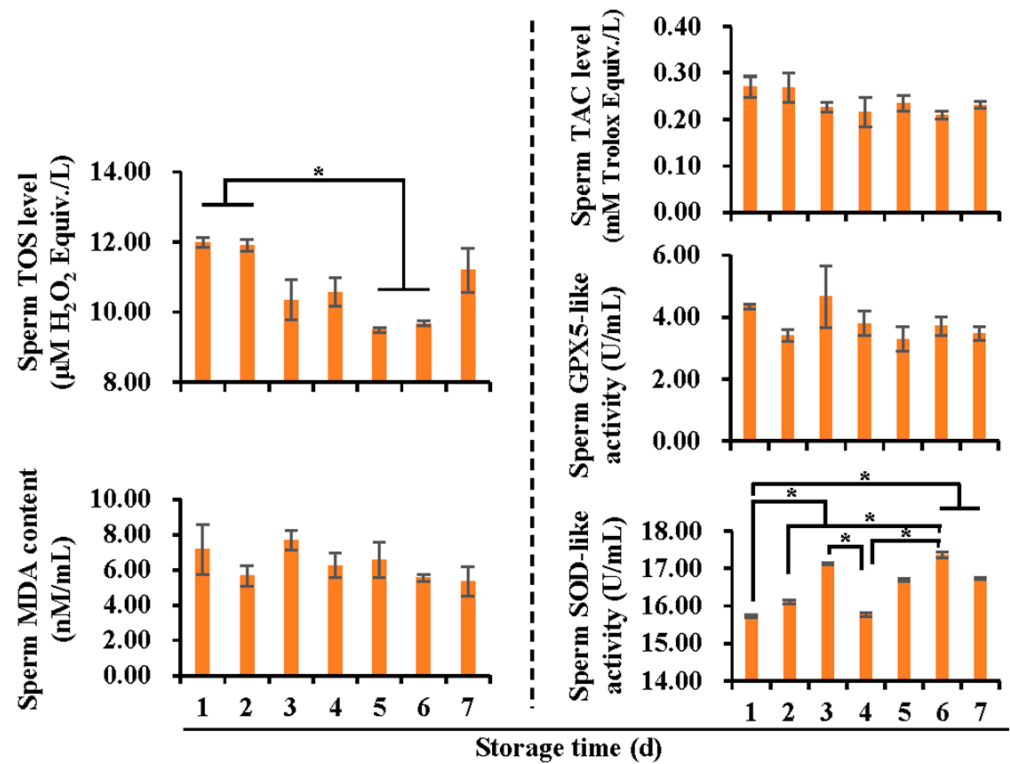 Sperm TOS level
(μM H₂O₂ Equiv./L)
14.00
12.00
10.00
8.00
*
Sperm MDA content
(nM/mL)
10.00
8.00
6.00
4.00
2.00
0.00
1 2 3 4 5 6 7
Sperm TAC level
(mM Trolox Equiv./L)
0.40
0.30
0.20
0.10
0.00
Sperm GPX5-like
activity (U/mL)
6.00
4.00
2.00
0.00
Sperm SOD-like
activity (U/mL)
18.00
17.00
16.00
15.00
14.00
*
*
*
*
*
1 2 3 4 5 6 7
Storage time (d)